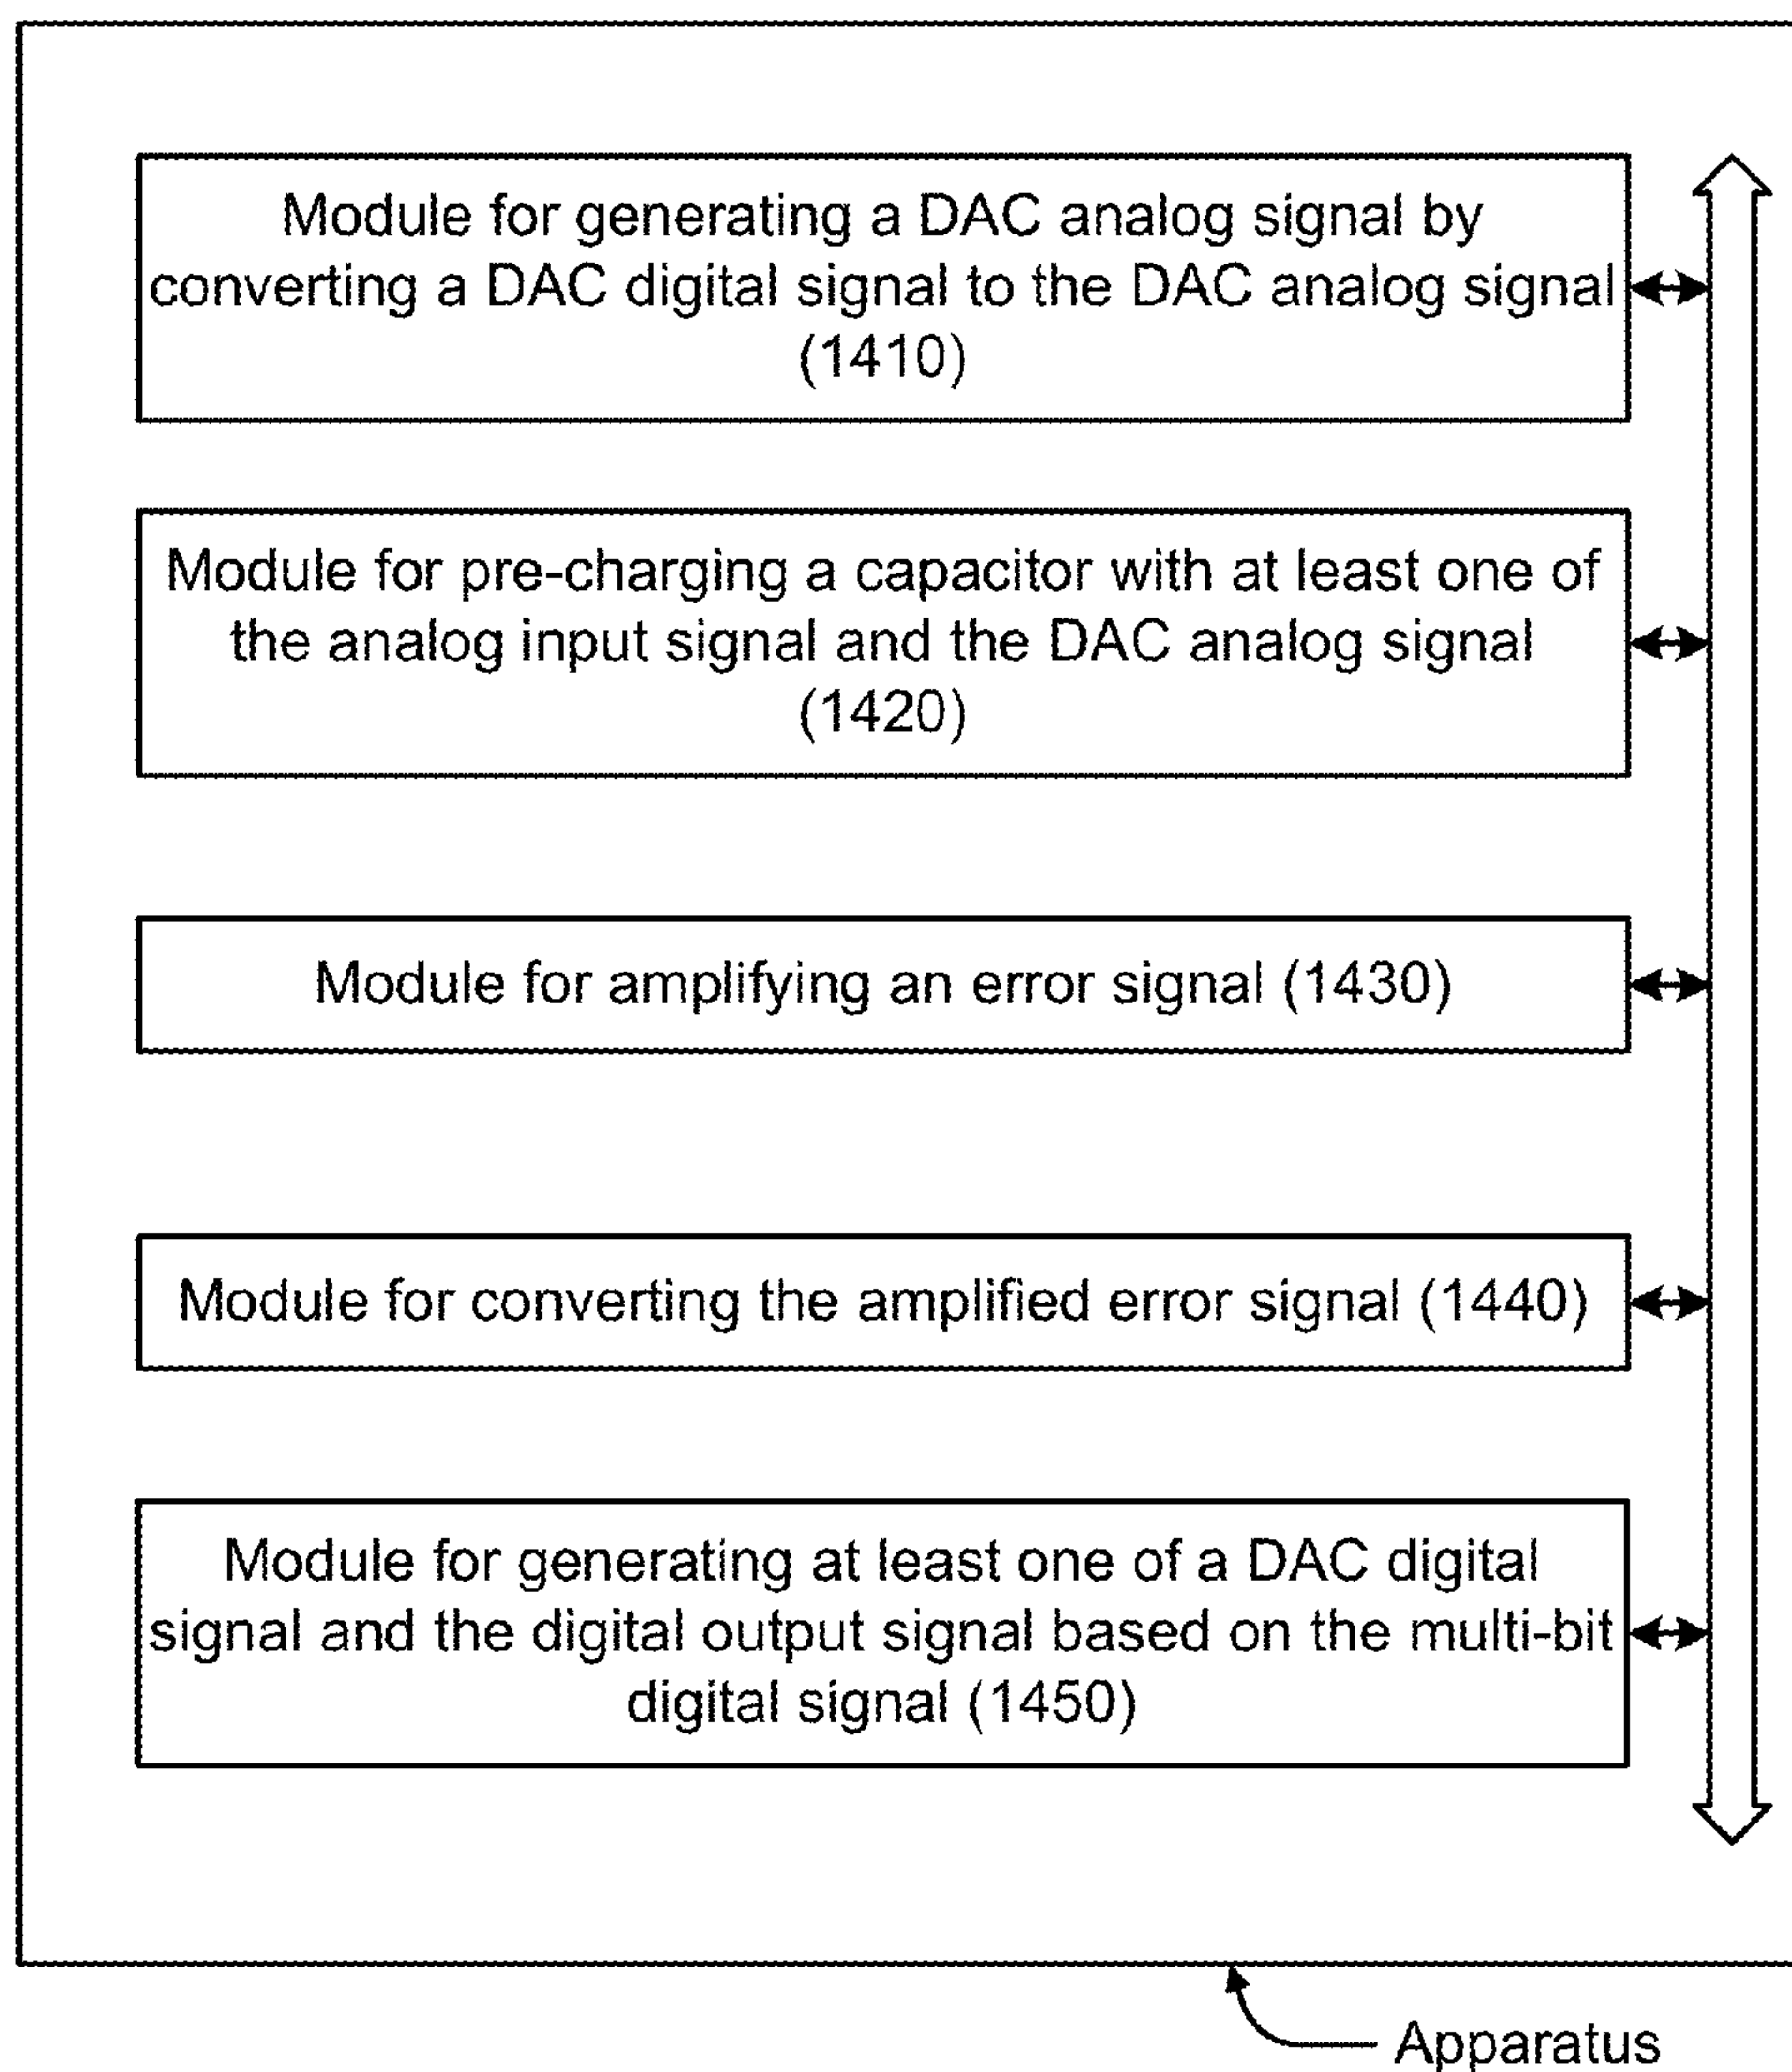 Module for generating a DAC analog signal by
converting a DAC digital signal to the DAC analog signal
(1410)
Module for pre-charging a capacitor with at least one of
the analog input signal and the DAC analog signal
(1420)
Module for amplifying an error signal (1430)
Module for converting the amplified error signal (1440)
Module for generating at least one of a DAC digital
signal and the digital output signal based on the multi-bit
digital signal (1450)
Apparatus